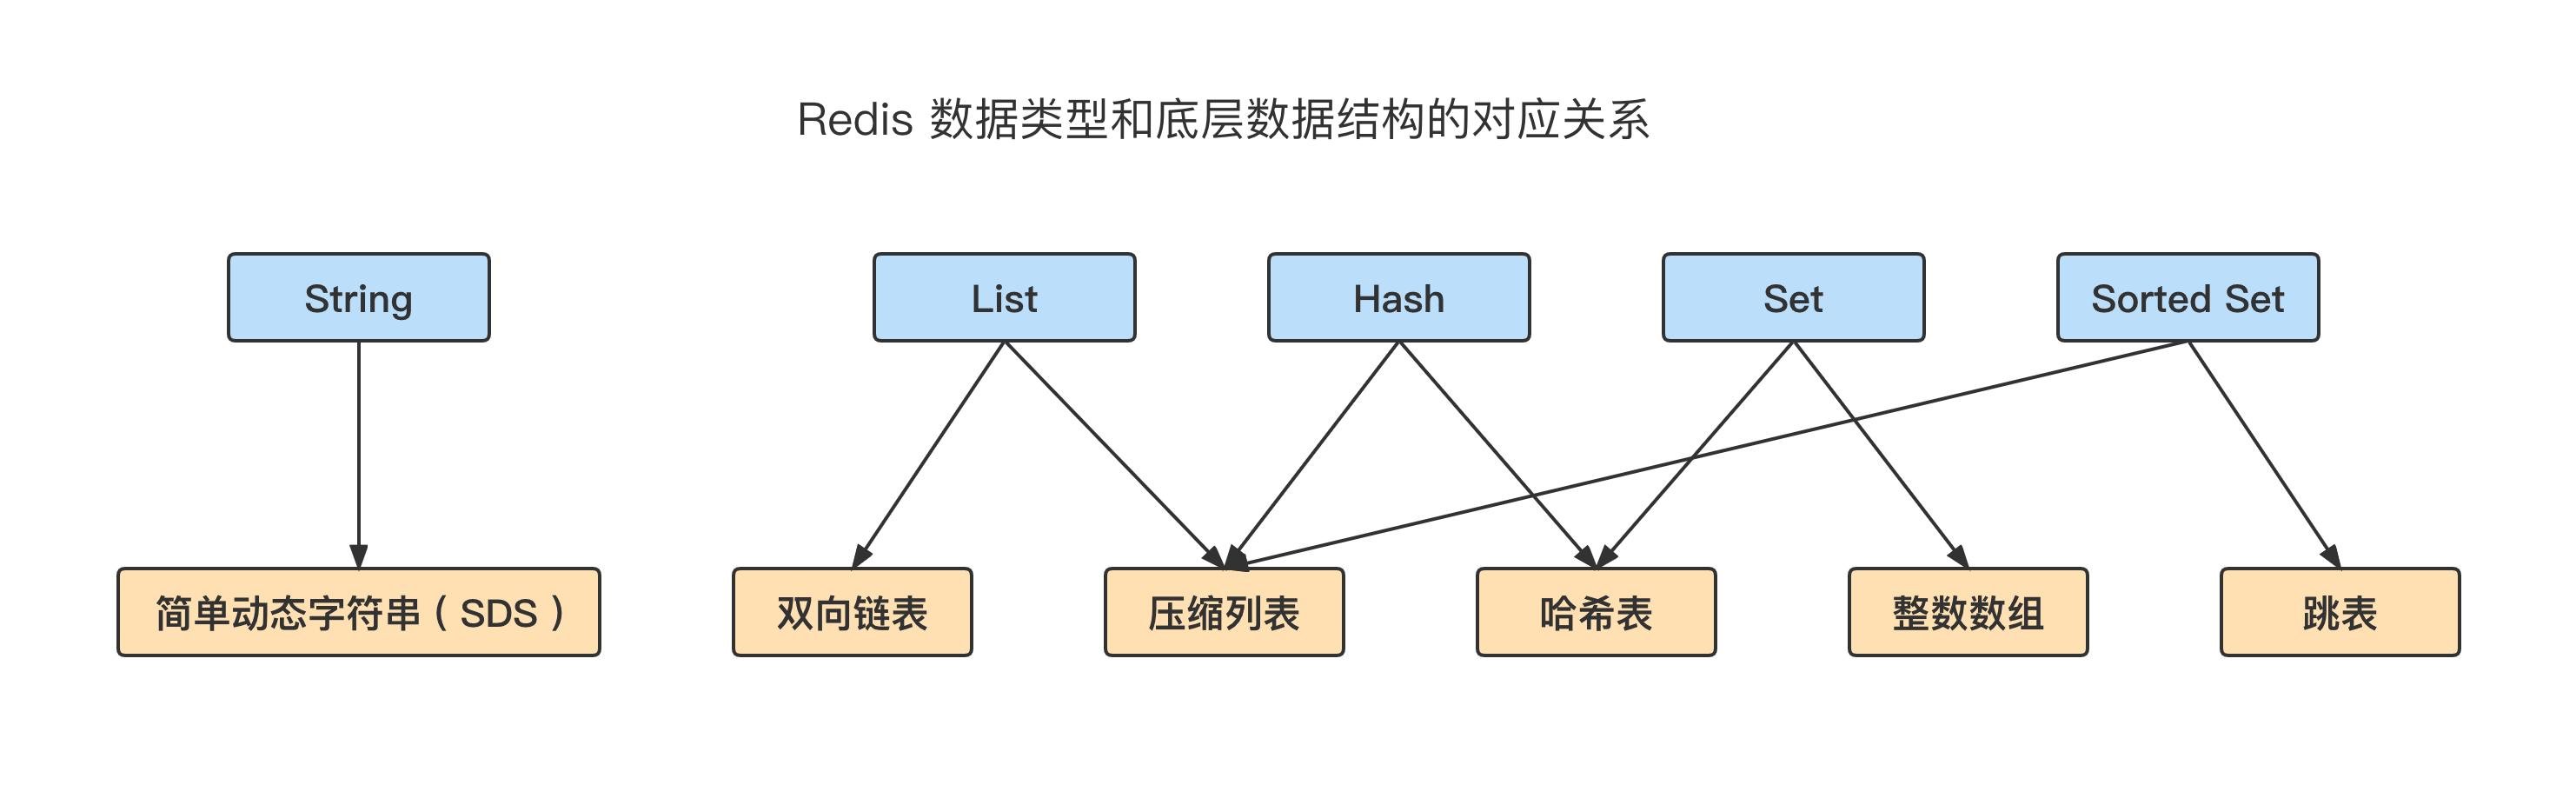 Redis 数据类型和底层数据结构的对应关系
String
List
Hash
Set
Sorted Set
简单动态字符串（SDS）
双向链表
压缩列表
哈希表
整数数组
跳表